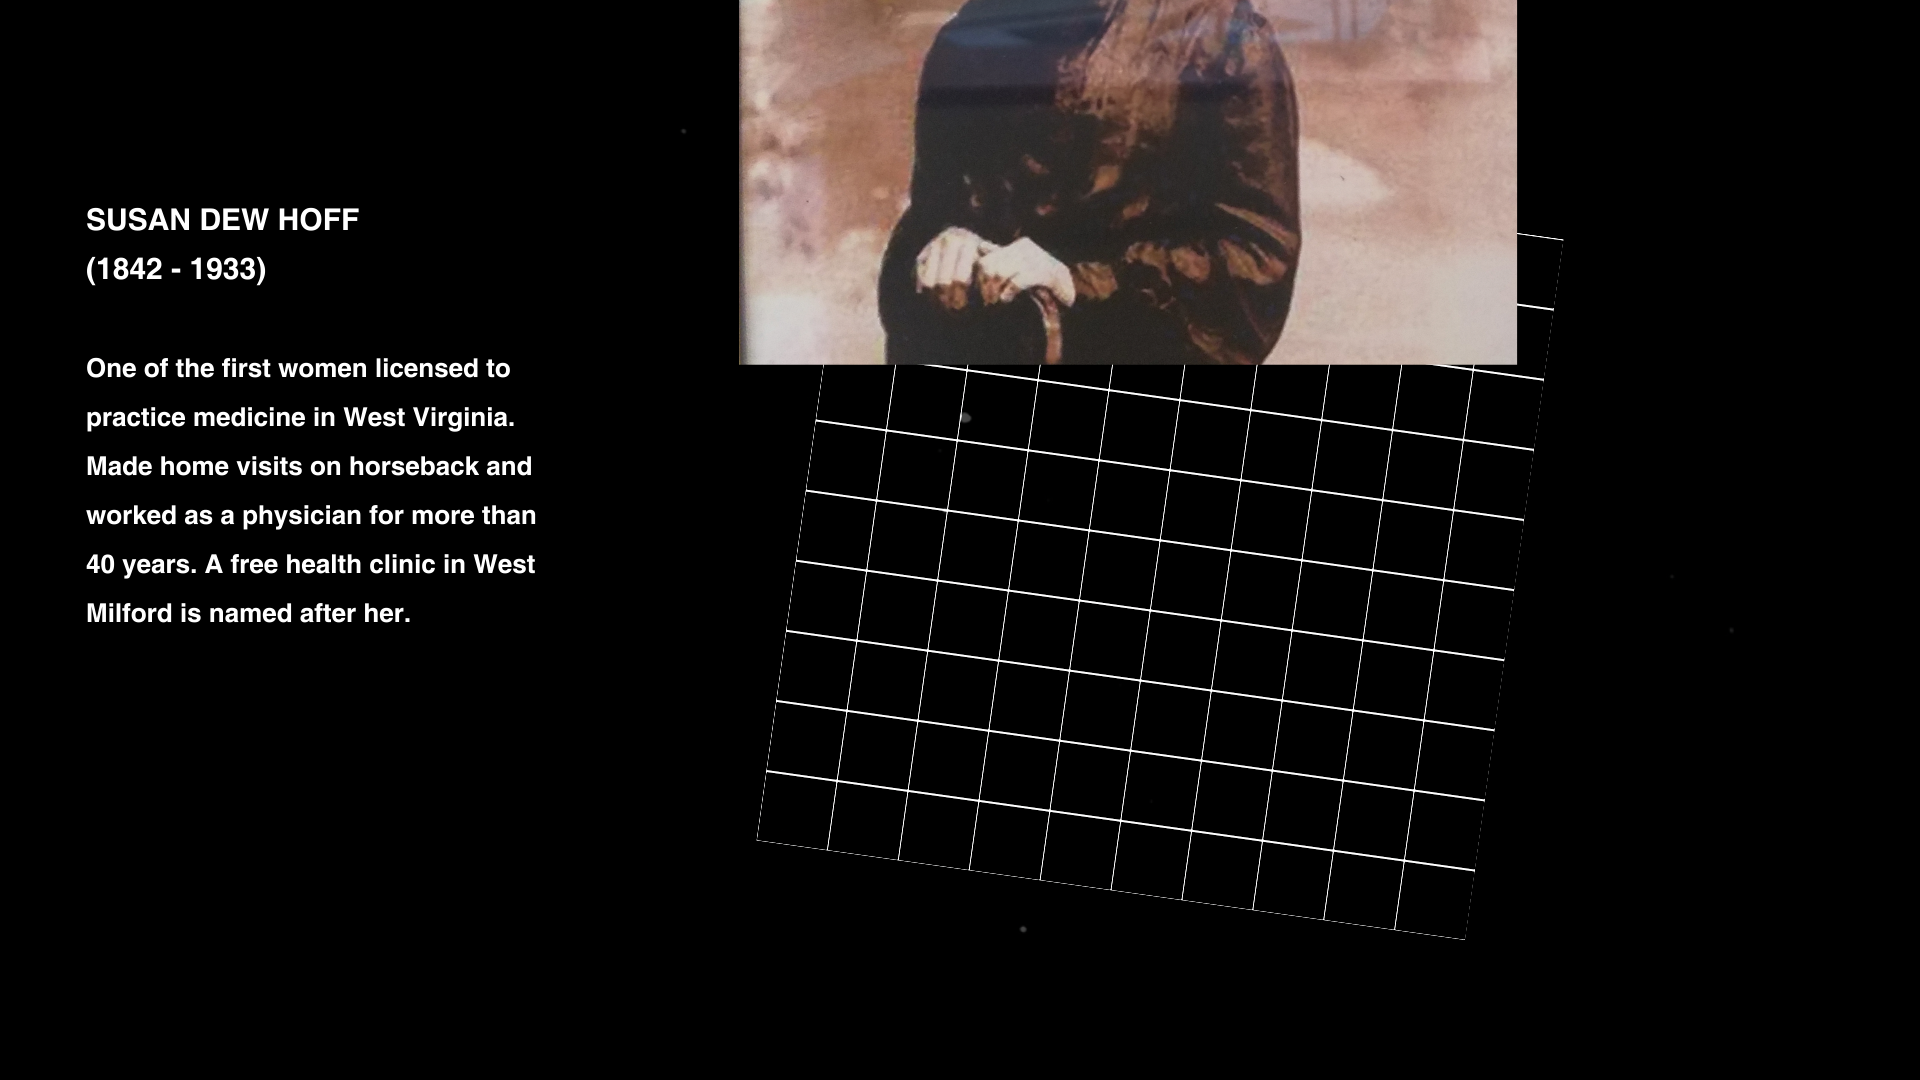 SUSAN DEW HOFF
(1842 - 1933)
One of the first women licensed to
practice medicine in West Virginia.
Made home visits on horseback and
worked as a physician for more than
40 years. A free health clinic in West
Milford is named after her.